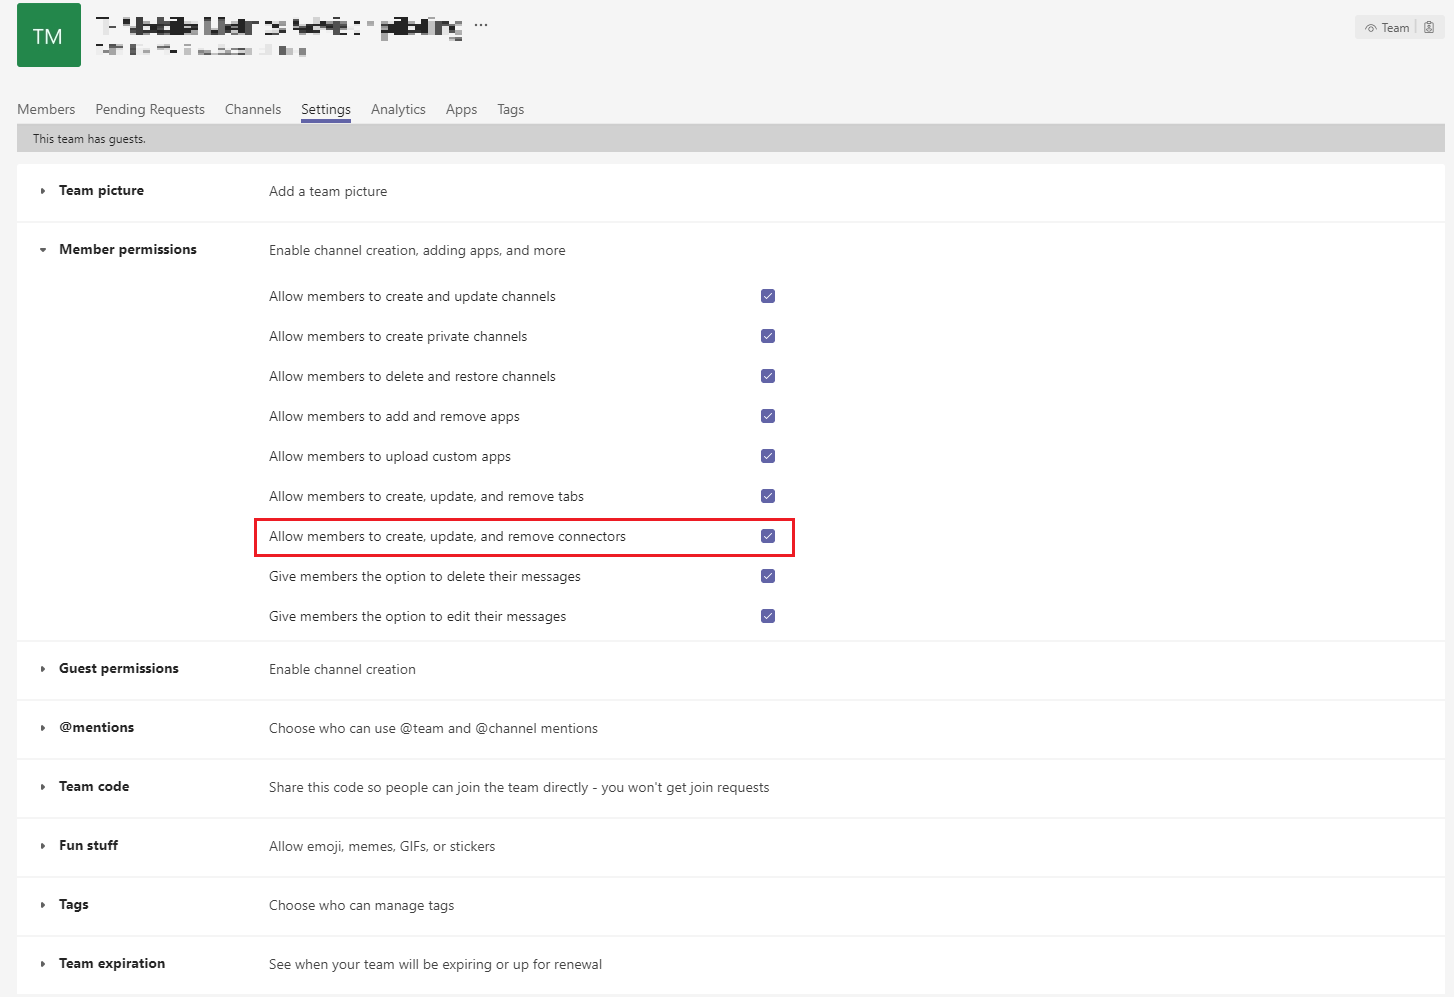 TM
...
Team
Members Pending Requests Channels Settings Analytics Apps Tags
This team has guests.
Team picture Add a team picture
Member permissions Enable channel creation, adding apps, and more
Allow members to create and update channels
Allow members to create private channels
Allow members to delete and restore channels
Allow members to add and remove apps
Allow members to upload custom apps
Allow members to create, update, and remove tabs
Allow members to create, update, and remove connectors
Give members the option to delete their messages
Give members the option to edit their messages
Guest permissions Enable channel creation
@mentions Choose who can use @team and @channel mentions
Team code Share this code so people can join the team directly - you won't get join requests
Fun stuff Allow emoji, memes, GIFs, or stickers
Tags Choose who can manage tags
Team expiration See when your team will be expiring or up for renewal